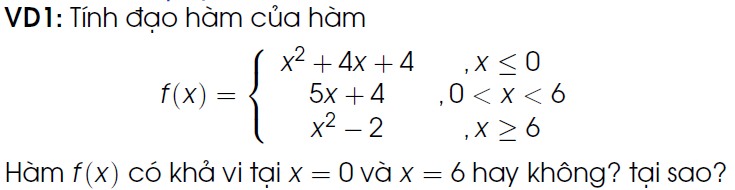 VD1: Tính đạo hàm của hàm
f(x) = { x² + 4x + 4 , x ≤ 0
5x + 4 , 0 < x < 6
x² − 2 , x ≥ 6
Hàm f(x) có khả vi tại x = 0 và x = 6 hay không? tại sao?